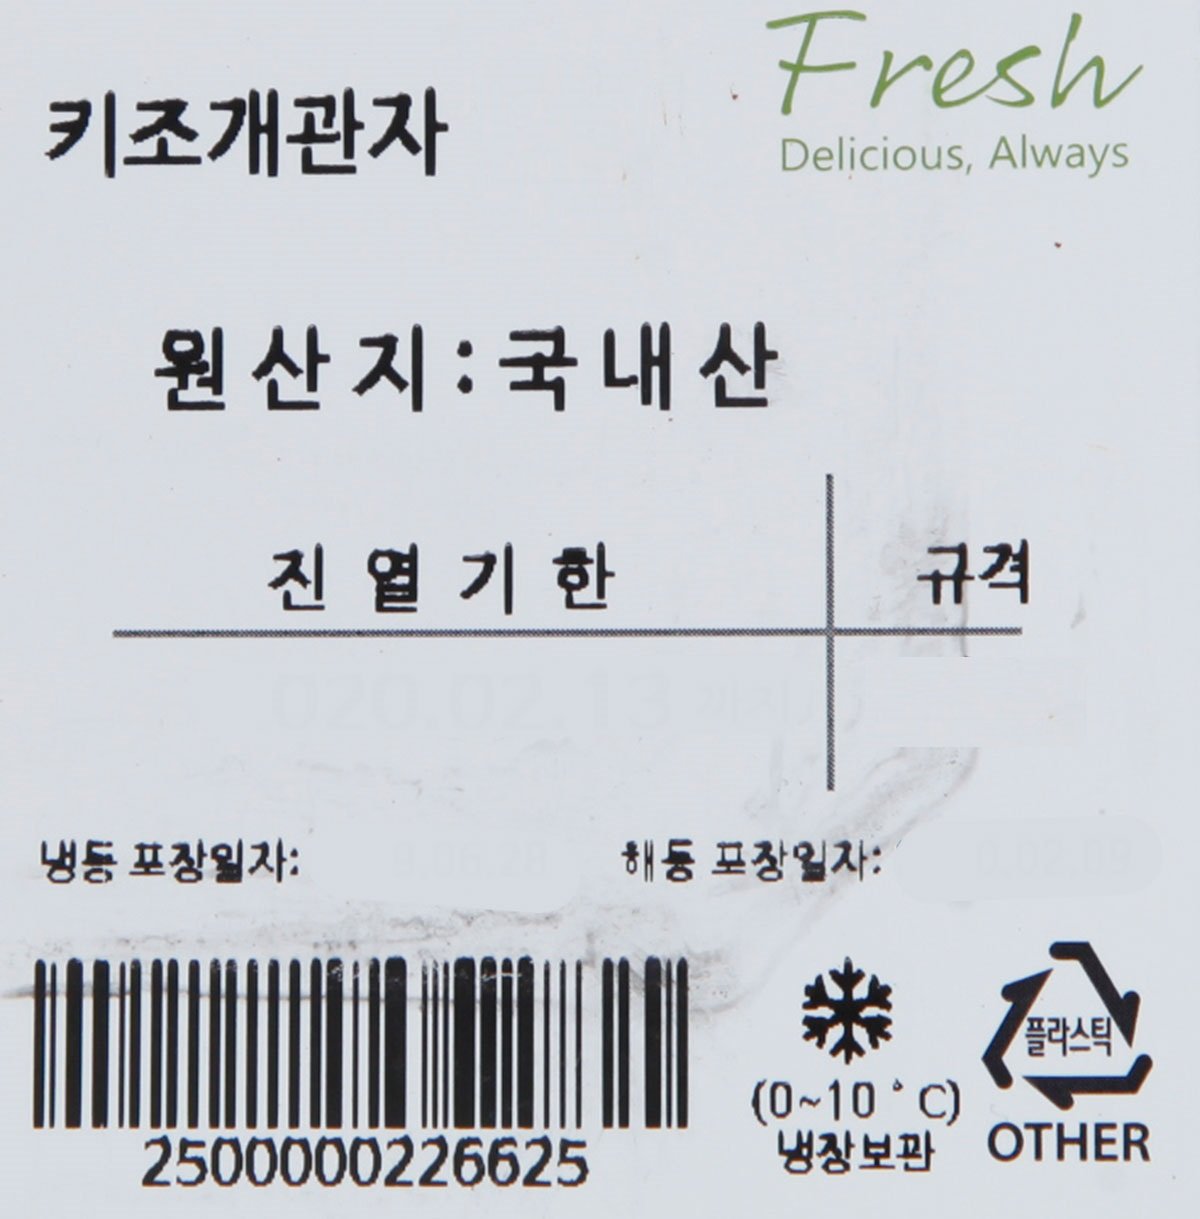 Fresh
Delicious, Always
키조개관자
원산지:국내산
진열기한 규격
냉동 포장일자: 해동 포장일자:
2500000226625
(0~10˚C)
냉장보관
플라스틱
OTHER